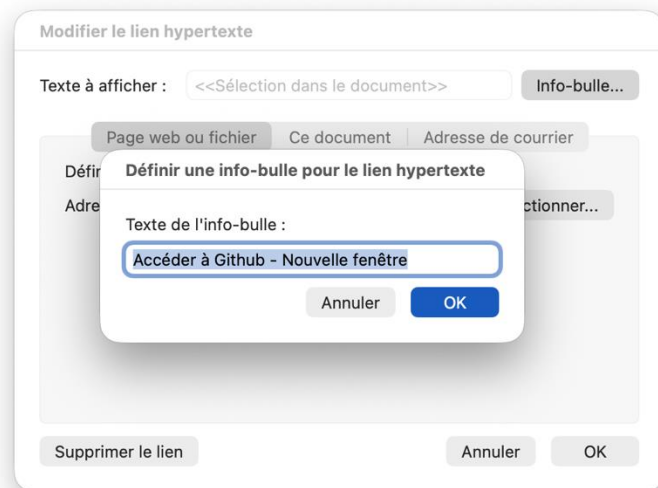 Modifier le lien hypertexte
Texte à afficher : <<Sélection dans le document>> Info-bulle...
Page web ou fichier Ce document Adresse de courrier
Définir une info-bulle pour le lien hypertexte
Texte de l'info-bulle :
Accéder à Github - Nouvelle fenêtre
Annuler OK
Supprimer le lien Annuler OK